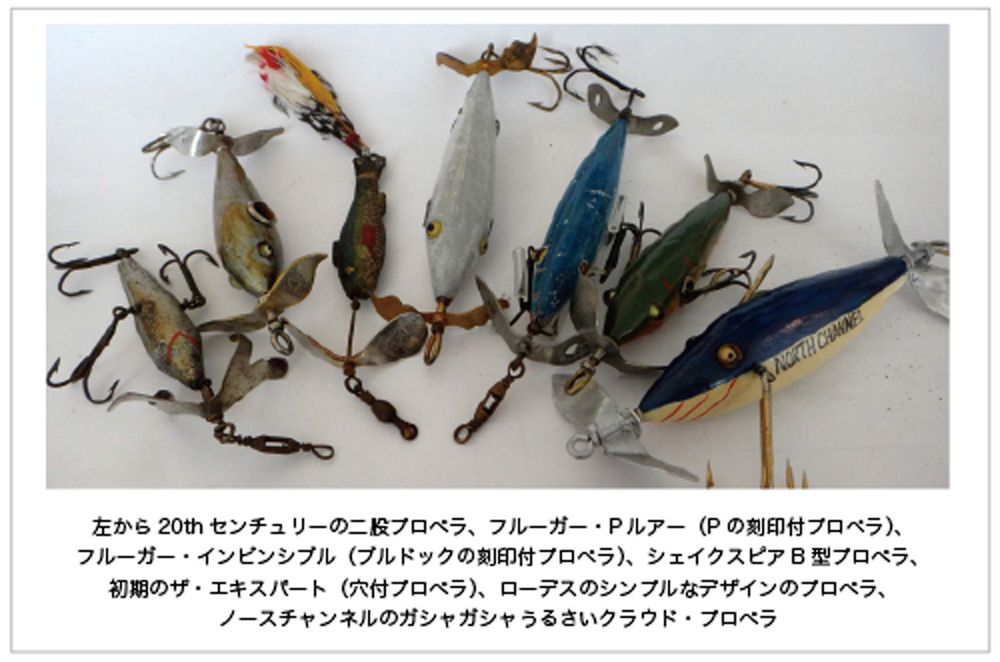 NORTH CHANNEL
左から 20th センチュリーの二股プロペラ、フルーガー・P ルアー（P の刻印付プロペラ）、
フルーガー・インビンシブル（ブルドックの刻印付プロペラ）、シェイクスピア B 型プロペラ、
初期のザ・エキスパート（穴付プロペラ）、ローデスのシンプルなデザインのプロペラ、
ノースチャンネルのガシャガシャうるさいクラウド・プロペラ